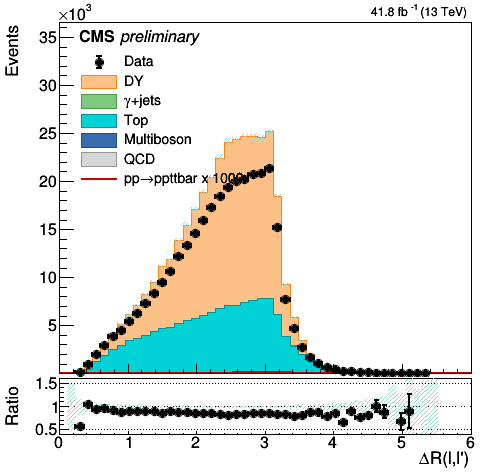 ×10³
41.8 fb⁻¹ (13 TeV)
Events
35
30
25
20
15
10
5
CMS preliminary
Data
DY
γ+jets
Top
Multiboson
QCD
pp→ppttbar x 1000
Ratio
1.5
1
0.5
0 1 2 3 4 5 6
ΔR(l,l')